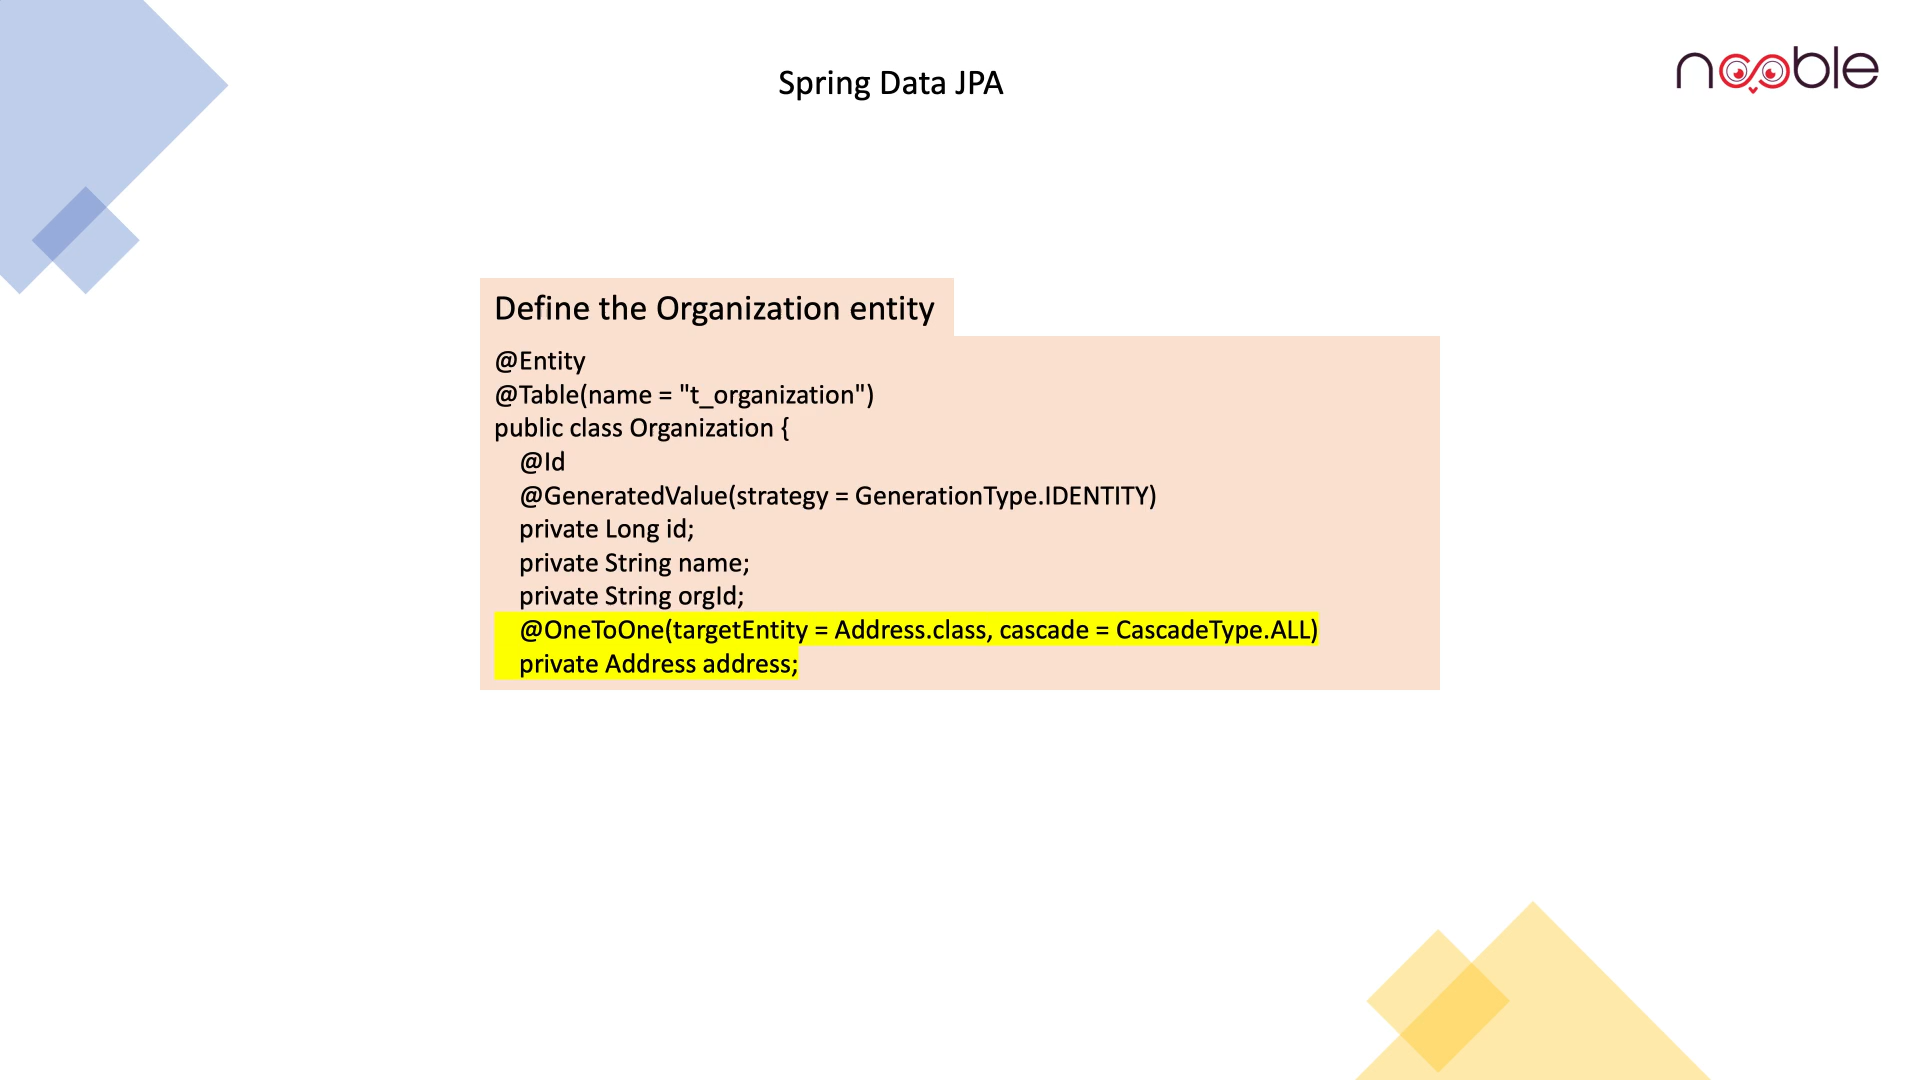 Spring Data JPA
nooble
Define the Organization entity
@Entity
@Table(name = "t_organization")
public class Organization {
@Id
@GeneratedValue(strategy = GenerationType.IDENTITY)
private Long id;
private String name;
private String orgId;
@OneToOne(targetEntity = Address.class, cascade = CascadeType.ALL)
private Address address;